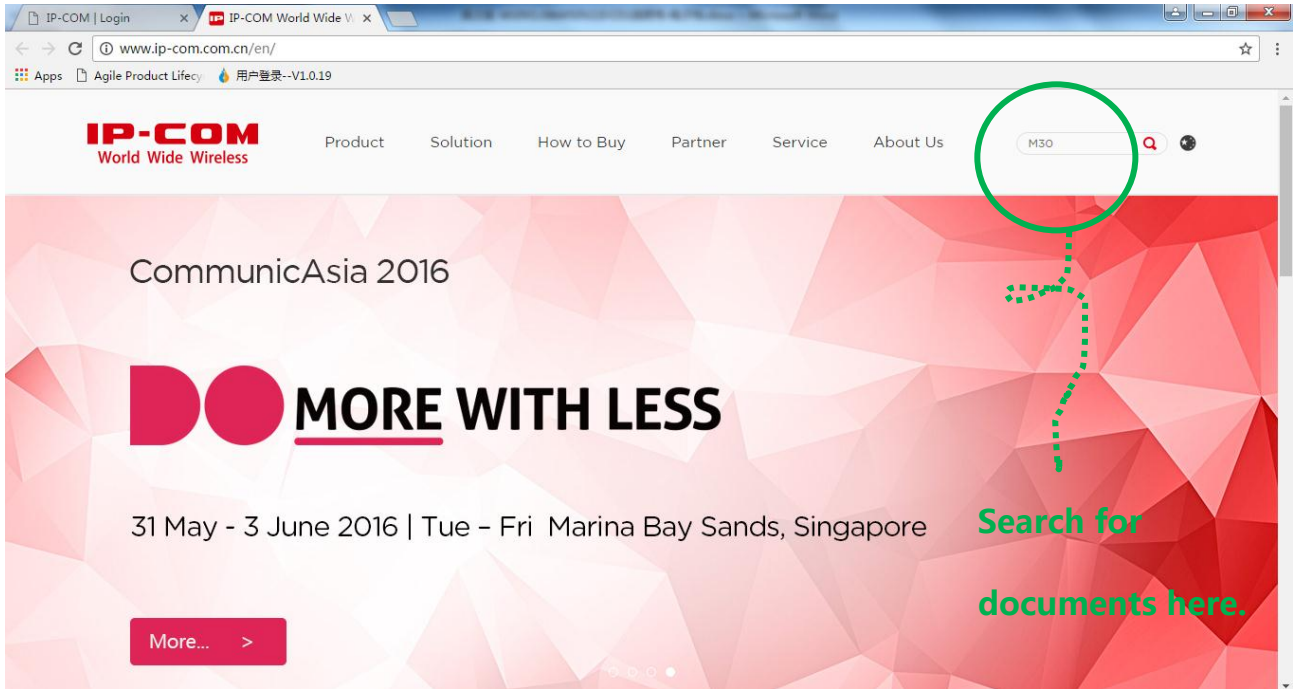 IP-COM | Login
IP-COM World Wide W
www.ip-com.com.cn/en/
Apps Agile Product Lifecy 用户登录--V1.0.19
IP-COM
World Wide Wireless
Product Solution How to Buy Partner Service About Us M30
CommunicAsia 2016
MORE WITH LESS
31 May - 3 June 2016 | Tue – Fri Marina Bay Sands, Singapore
Search for
documents here.
More... >